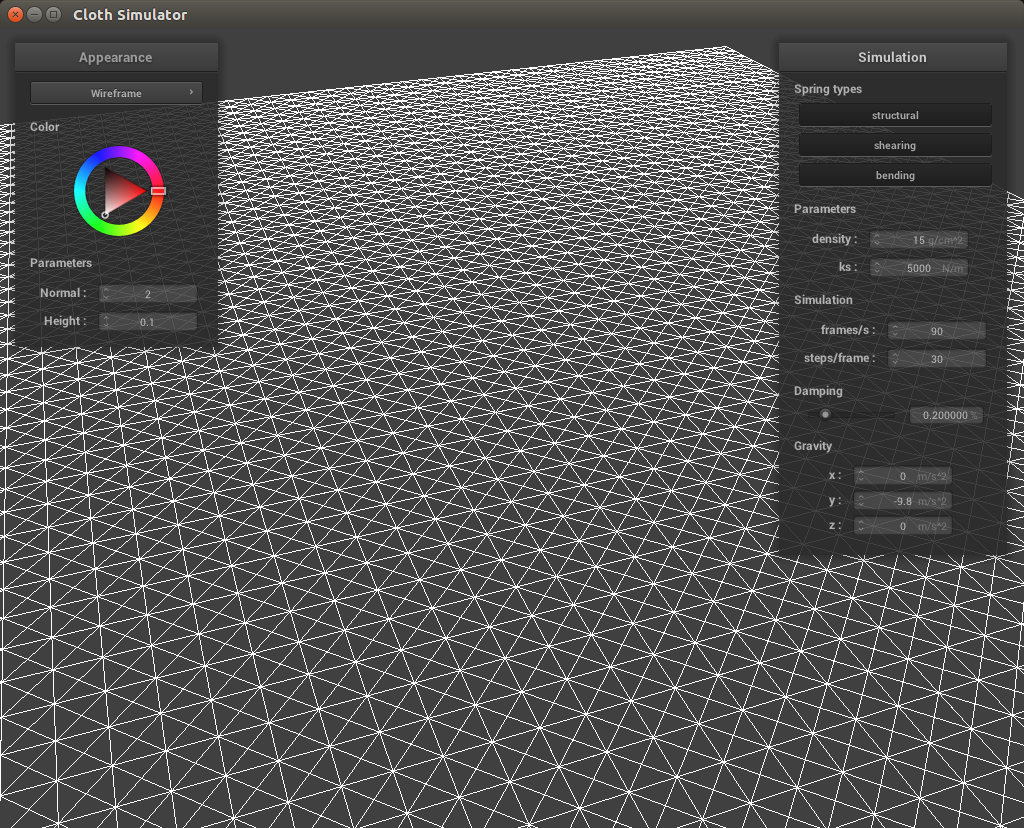 Cloth Simulator
Appearance
Wireframe
Color
Parameters
Normal : 2
Height : 0.1
Simulation
Spring types
structural
shearing
bending
Parameters
density : 15 g/cm^2
ks : 5000 N/m
Simulation
frames/s : 90
steps/frame : 30
Damping
0.200000 %
Gravity
x : 0 m/s^2
y : -9.8 m/s^2
z : 0 m/s^2